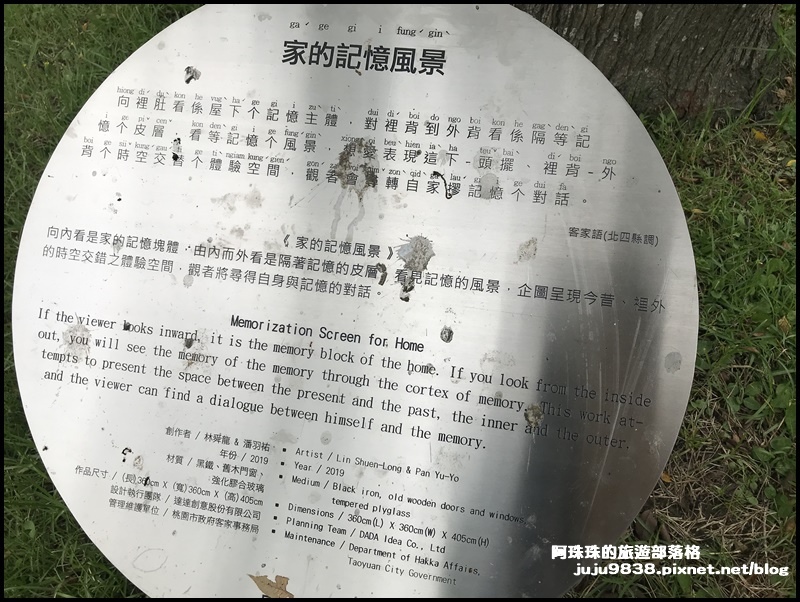 ga´ ge gi i fung´ gin`
家的記憶風景
向裡肚看係屋下个記憶主體，對裡背到外背看係隔等記
憶个皮層，看等記憶个風景，想愛表現這下、頭擺、裡背、外
背个時空交替个體驗空間，觀者會轉自家摎記憶个對話。
客家語(北四縣調)
《家的記憶風景》
向內看是家的記憶塊體，由內而外看是隔著記憶的皮層，看見記憶的風景，企圖呈現今昔、裡外
的時空交錯之體驗空間，觀者將尋得自身與記憶的對話。
Memorization Screen for Home
If the viewer looks inward, it is the memory block of the home. If you look from the inside
out, you will see the memory of the memory through the cortex of memory. This work at-
tempts to present the space between the present and the past, the inner and the outer.
and the viewer can find a dialogue between himself and the memory.
創作者 / 林舜龍 & 潘羽祐
年份 / 2019
材質 / 黑鐵、舊木門窗、
強化膠合玻璃
作品尺寸 / (長)360cm X (寬)360cm X (高)405cm
設計執行團隊 / 達達創意股份有限公司
管理維護單位 / 桃園市政府客家事務局
▪ Artist / Lin Shuen-Long & Pan Yu-Yo
▪ Year / 2019
▪ Medium / Black iron, old wooden doors and windows,
tempered plyglass
▪ Dimensions / 360cm(L) X 360cm(W) X 405cm(H)
▪ Planning Team / DADA Idea Co., Ltd
▪ Maintenance / Department of Hakka Affairs,
Taoyuan City Government
阿珠珠的旅遊部落格
juju9838.pixnet.net/blog